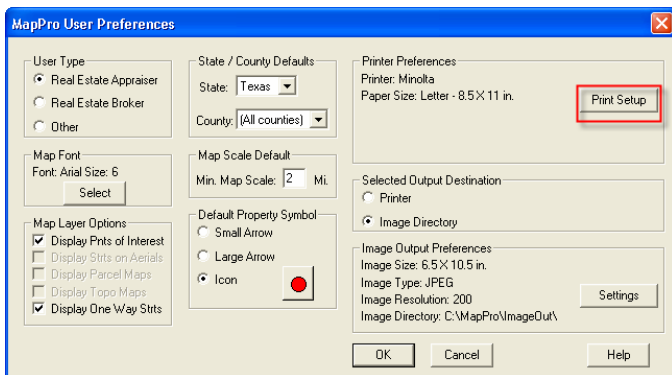 MapPro User Preferences
User Type
Real Estate Appraiser
Real Estate Broker
Other
Map Font
Font: Arial Size: 6
Select
Map Layer Options
Display Pnts of Interest
Display Strts on Aerials
Display Parcel Maps
Display Topo Maps
Display One Way Strts
State / County Defaults
State: Texas
County: (All counties)
Map Scale Default
Min. Map Scale: 2 Mi.
Default Property Symbol
Small Arrow
Large Arrow
Icon
Printer Preferences
Printer: Minolta
Paper Size: Letter - 8.5 X 11 in.
Print Setup
Selected Output Destination
Printer
Image Directory
Image Output Preferences
Image Size: 6.5 X 10.5 in.
Image Type: JPEG
Image Resolution: 200
Image Directory: C:\MapPro\ImageOut\
Settings
OK Cancel Help